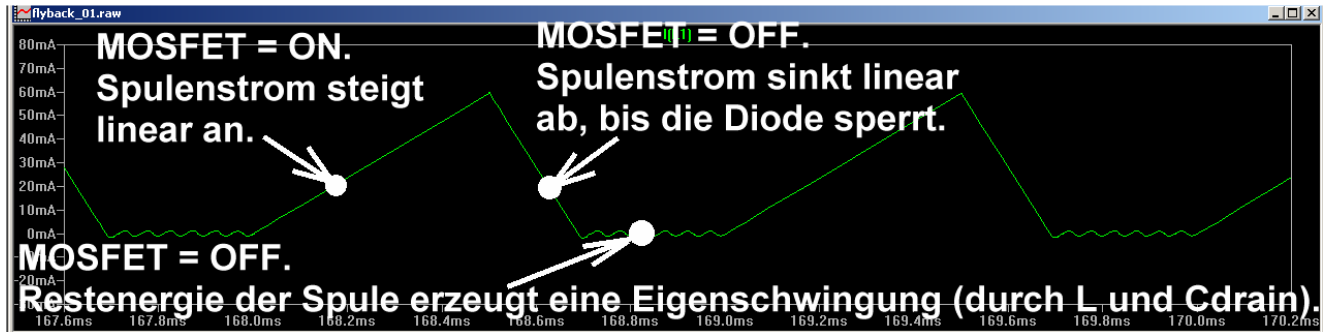 flyback_01.raw
MOSFET = ON.
Spulenstrom steigt
linear an.
MOSFET = OFF.
Spulenstrom sinkt linear
ab, bis die Diode sperrt.
80mA
70mA
60mA
50mA
40mA
30mA
20mA
10mA
0mA
MOSFET = OFF.
Restenergie der Spule erzeugt eine Eigenschwingung (durch L und Cdrain).
167.6ms 167.8ms 168.0ms 168.2ms 168.4ms 168.6ms 168.8ms 169.0ms 169.2ms 169.4ms 169.6ms 169.8ms 170.0ms 170.2ms